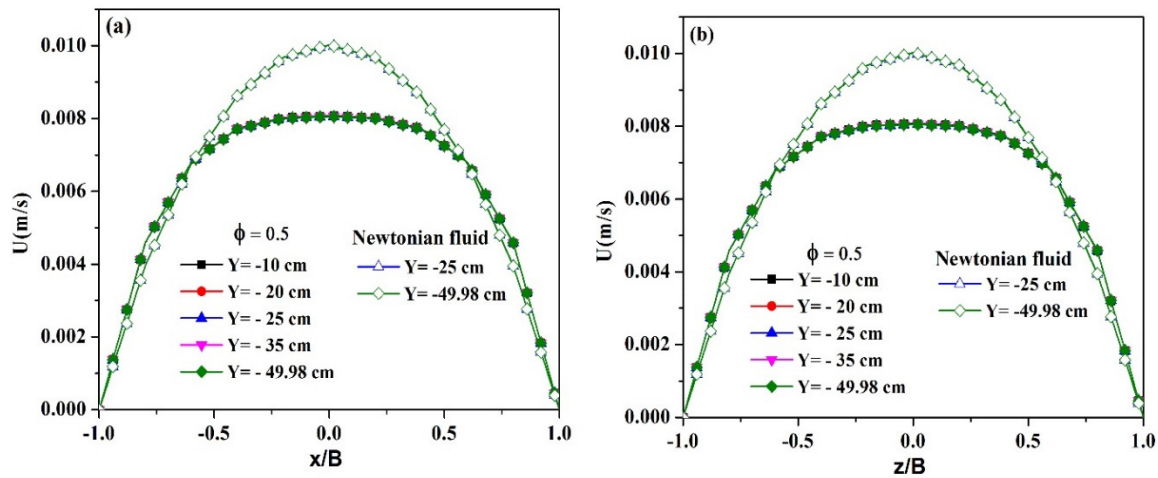 (a)
U(m/s)
0.010
0.008
0.006
0.004
0.002
0.000
ϕ = 0.5
Y= -10 cm
Y= - 20 cm
Y= - 25 cm
Y= - 35 cm
Y= - 49.98 cm
Newtonian fluid
Y= -25 cm
Y= -49.98 cm
-1.0 -0.5 0.0 0.5 1.0
x/B
(b)
U(m/s)
0.010
0.008
0.006
0.004
0.002
0.000
ϕ = 0.5
Y= -10 cm
Y= - 20 cm
Y= - 25 cm
Y= - 35 cm
Y= - 49.98 cm
Newtonian fluid
Y= -25 cm
Y= -49.98 cm
-1.0 -0.5 0.0 0.5 1.0
z/B